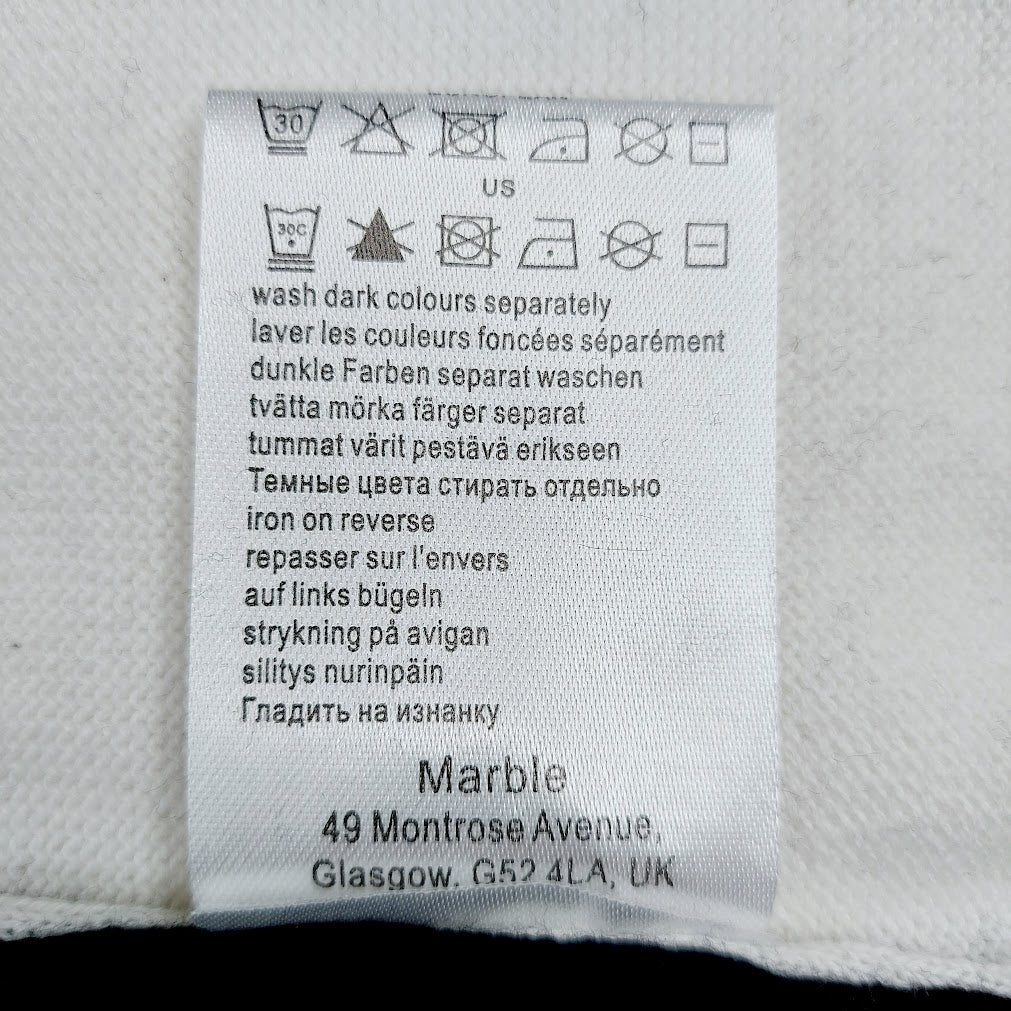 30
US
30C
wash dark colours separately
laver les couleurs foncées séparément
dunkle Farben separat waschen
tvätta mörka färger separat
tummat värit pestävä erikseen
Темные цвета стирать отдельно
iron on reverse
repasser sur l'envers
auf links bügeln
strykning på avigan
silitys nurinpäin
Гладить на изнанку
Marble
49 Montrose Avenue,
Glasgow. G52 4LA, UK